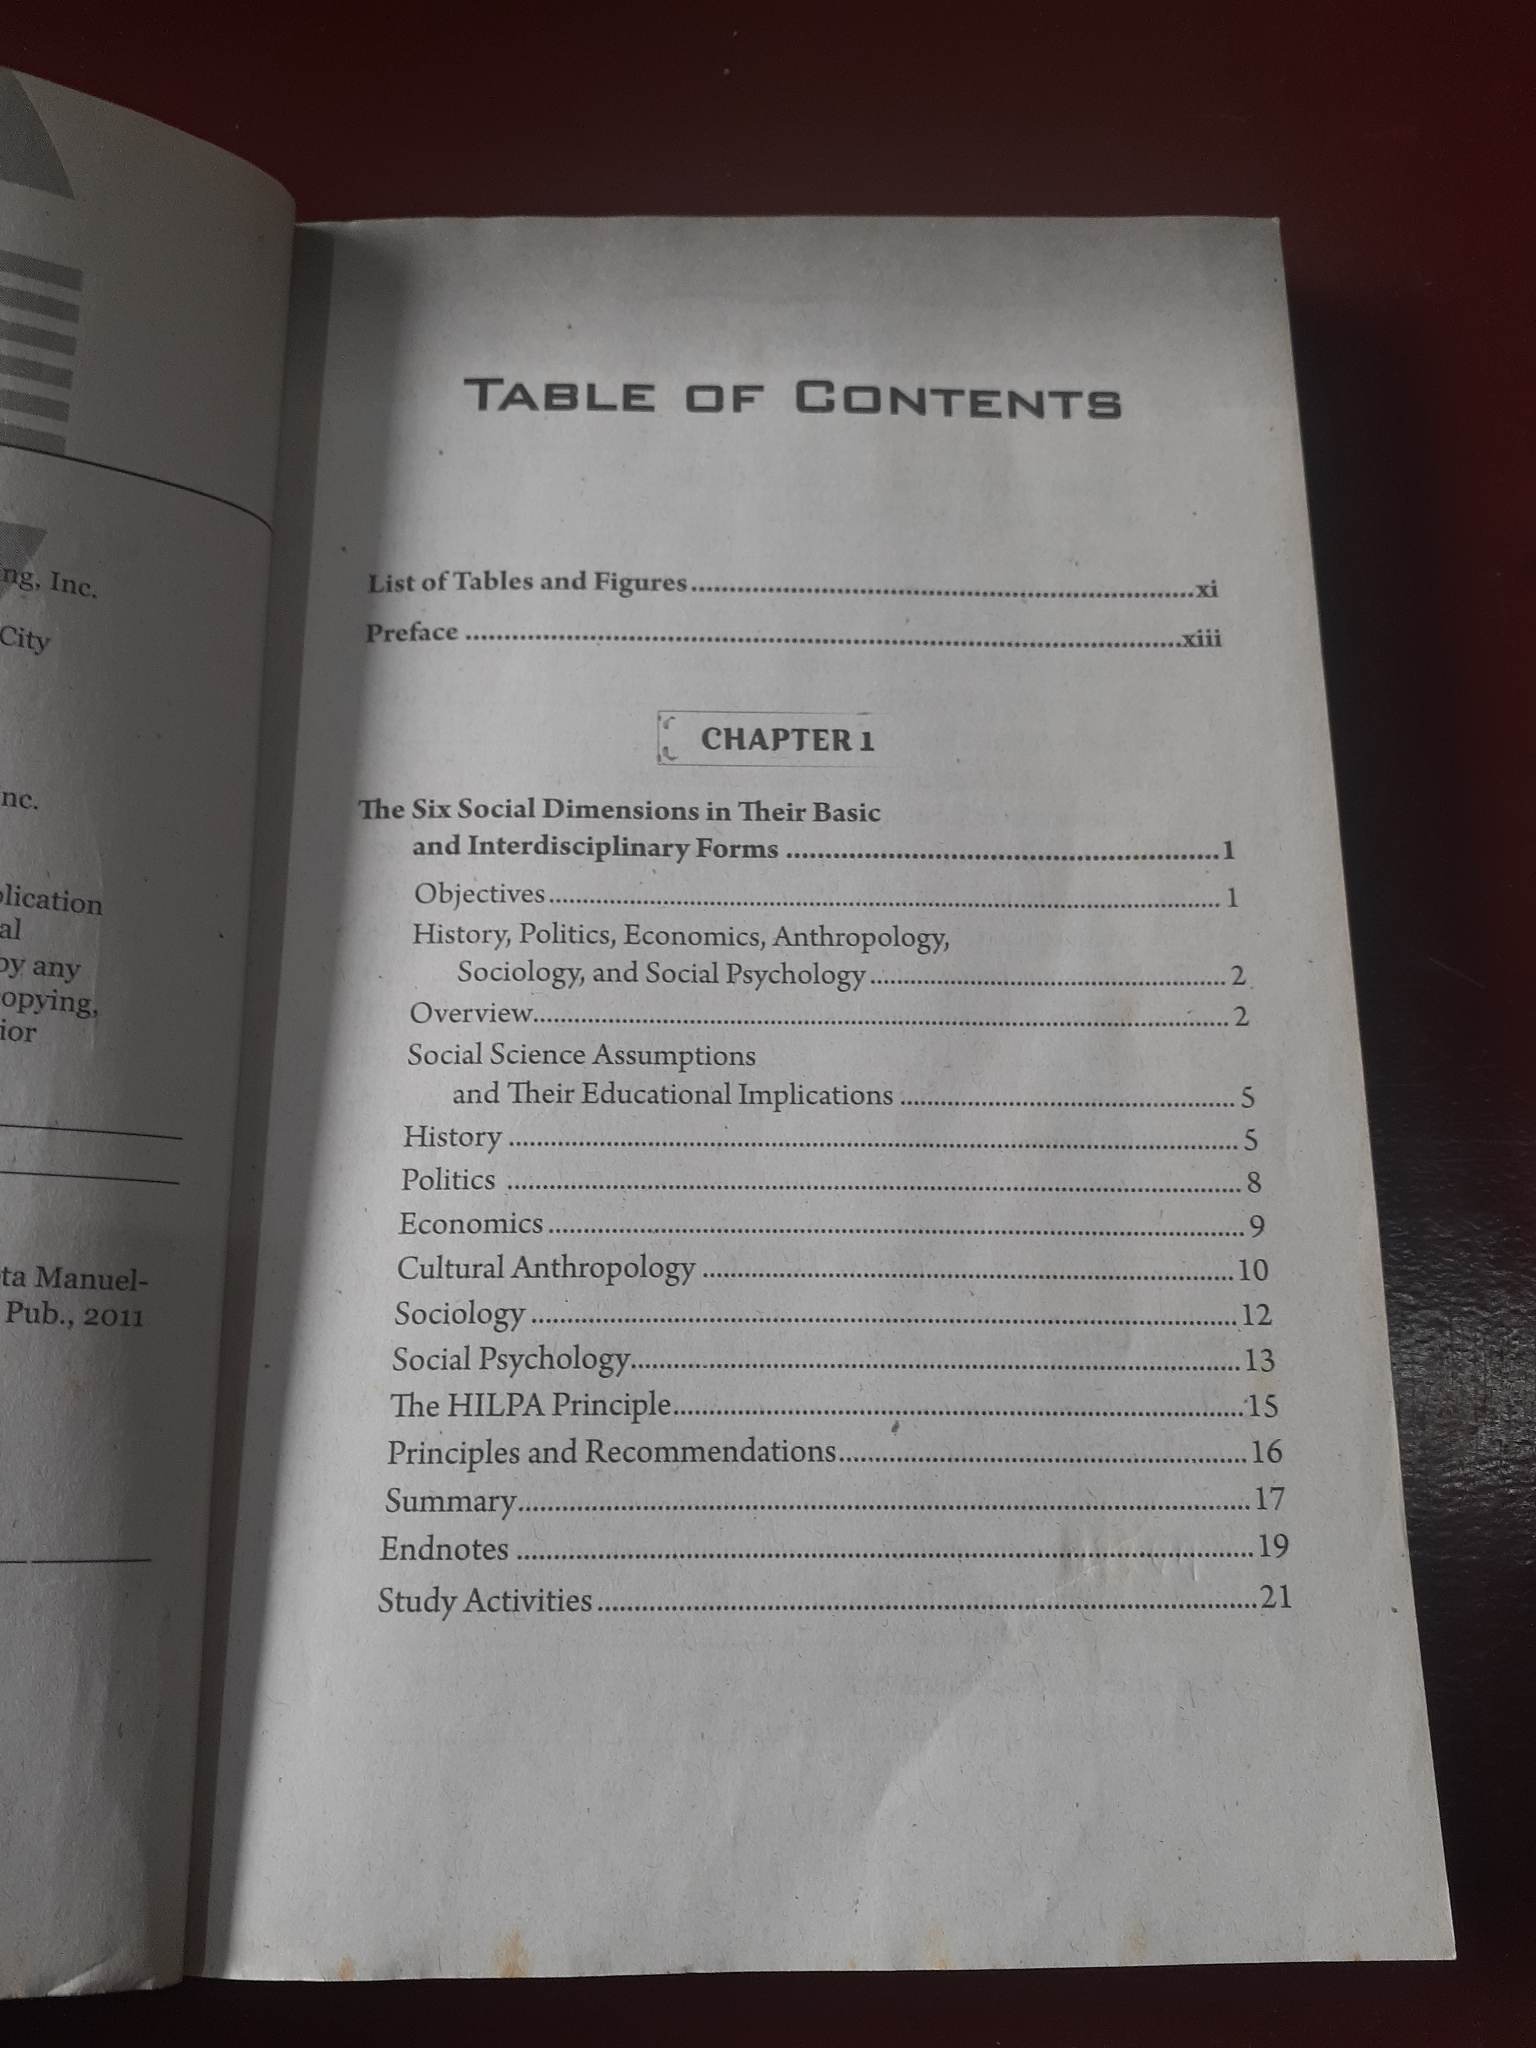 ng, Inc.
City
nc.
lication
al
by any
opying,
ior
ta Manuel-
Pub., 2011
TABLE OF CONTENTS
List of Tables and Figures....................xi
Preface....................xiii
CHAPTER 1
The Six Social Dimensions in Their Basic
and Interdisciplinary Forms....................1
Objectives....................1
History, Politics, Economics, Anthropology,
Sociology, and Social Psychology....................2
Overview....................2
Social Science Assumptions
and Their Educational Implications....................5
History....................5
Politics....................8
Economics....................9
Cultural Anthropology....................10
Sociology....................12
Social Psychology....................13
The HILPA Principle....................15
Principles and Recommendations....................16
Summary....................17
Endnotes....................19
Study Activities....................21